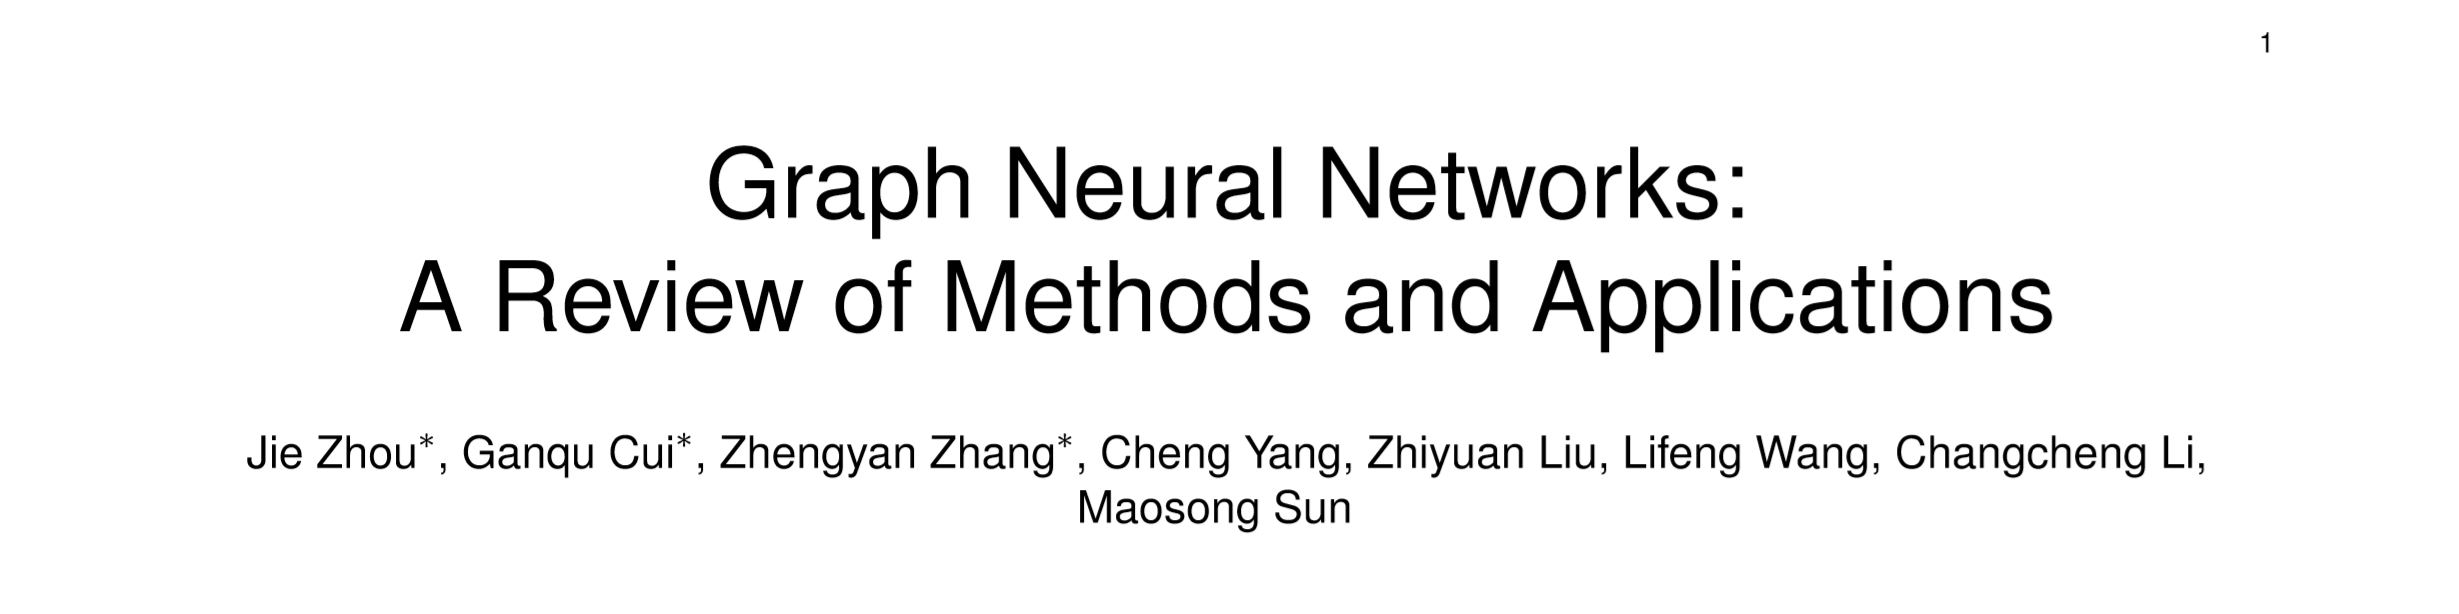 1
Graph Neural Networks:
A Review of Methods and Applications
Jie Zhou*, Ganqu Cui*, Zhengyan Zhang*, Cheng Yang, Zhiyuan Liu, Lifeng Wang, Changcheng Li,
Maosong Sun